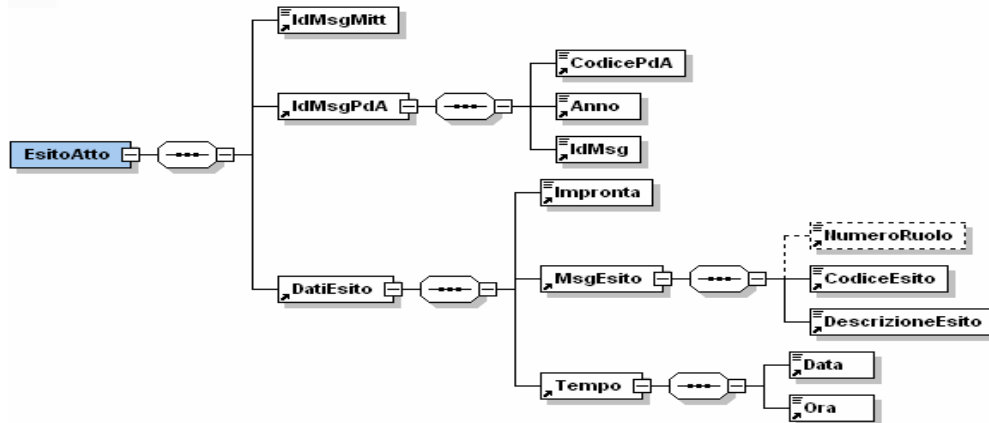 IdMsgMitt
CodicePdA
IdMsgPdA
Anno
IdMsg
EsitoAtto
Impronta
NumeroRuolo
DatiEsito
MsgEsito
CodiceEsito
DescrizioneEsito
Tempo
Data
Ora